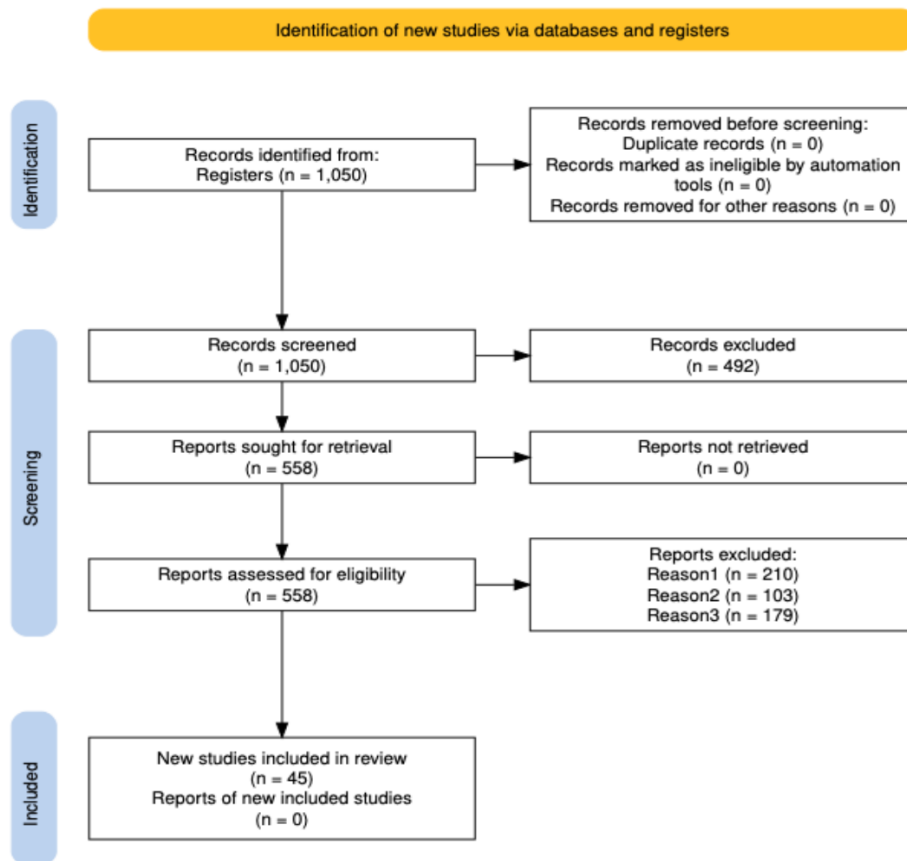 Identification of new studies via databases and registers
Identification
Records identified from:
Registers (n = 1,050)
Records removed before screening:
Duplicate records (n = 0)
Records marked as ineligible by automation
tools (n = 0)
Records removed for other reasons (n = 0)
Screening
Records screened
(n = 1,050)
Records excluded
(n = 492)
Reports sought for retrieval
(n = 558)
Reports not retrieved
(n = 0)
Reports assessed for eligibility
(n = 558)
Reports excluded:
Reason1 (n = 210)
Reason2 (n = 103)
Reason3 (n = 179)
Included
New studies included in review
(n = 45)
Reports of new included studies
(n = 0)